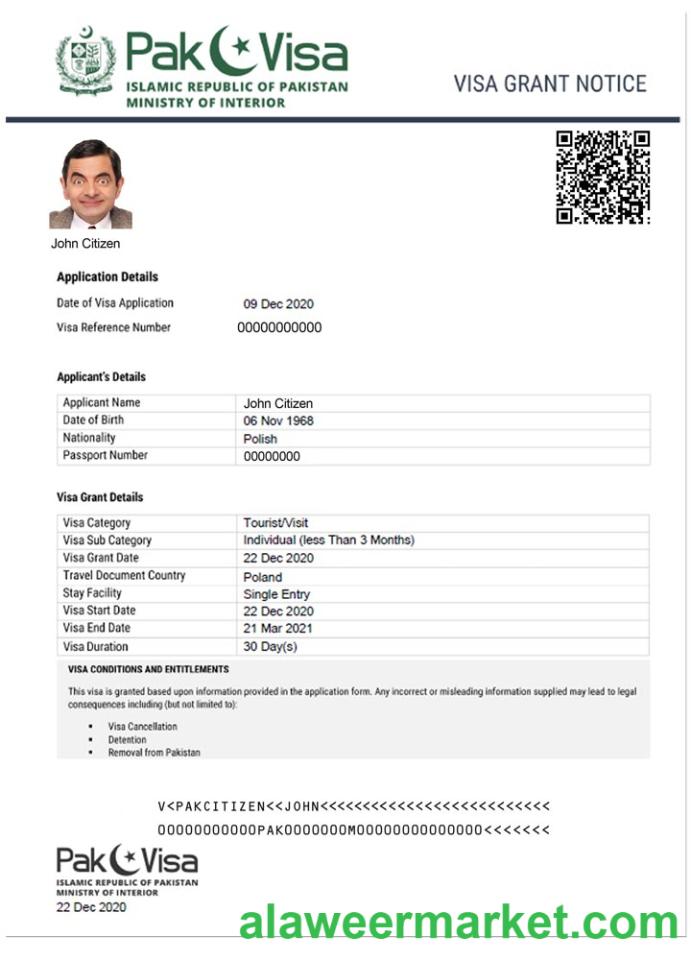 Pak Visa
ISLAMIC REPUBLIC OF PAKISTAN
MINISTRY OF INTERIOR
VISA GRANT NOTICE
John Citizen
Application Details
Date of Visa Application 09 Dec 2020
Visa Reference Number 00000000000
Applicant's Details
Applicant Name John Citizen
Date of Birth 06 Nov 1968
Nationality Polish
Passport Number 00000000
Visa Grant Details
Visa Category Tourist/Visit
Visa Sub Category Individual (less Than 3 Months)
Visa Grant Date 22 Dec 2020
Travel Document Country Poland
Stay Facility Single Entry
Visa Start Date 22 Dec 2020
Visa End Date 21 Mar 2021
Visa Duration 30 Day(s)
VISA CONDITIONS AND ENTITLEMENTS
This visa is granted based upon information provided in the application form. Any incorrect or misleading information supplied may lead to legal
consequences including (but not limited to):
▪ Visa Cancellation
▪ Detention
▪ Removal from Pakistan
V<PAKCITIZEN<<JOHN<<<<<<<<<<<<<<<<<<<<<<<<<<
00000000000PAK0000000M00000000000000<<<<<<<
Pak Visa
ISLAMIC REPUBLIC OF PAKISTAN
MINISTRY OF INTERIOR
22 Dec 2020
alaweermarket.com